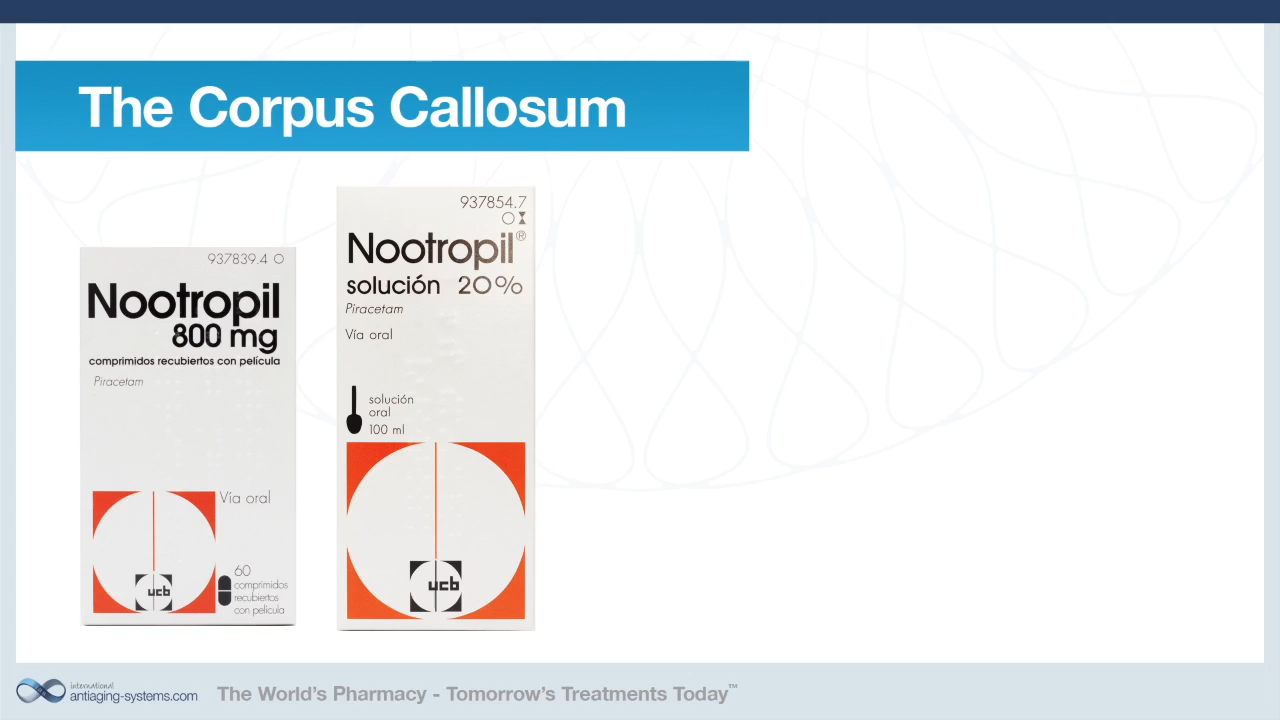 The Corpus Callosum
937839.4
Nootropil
800 mg
comprimidos recubiertos con película
Piracetam
Vía oral
ucb
60
comprimidos
recubiertos
con película
937854.7
Nootropil®
solución 20%
Piracetam
Vía oral
solución
oral
100 ml
ucb
international
antiaging-systems.com
The World's Pharmacy - Tomorrow's Treatments Today™